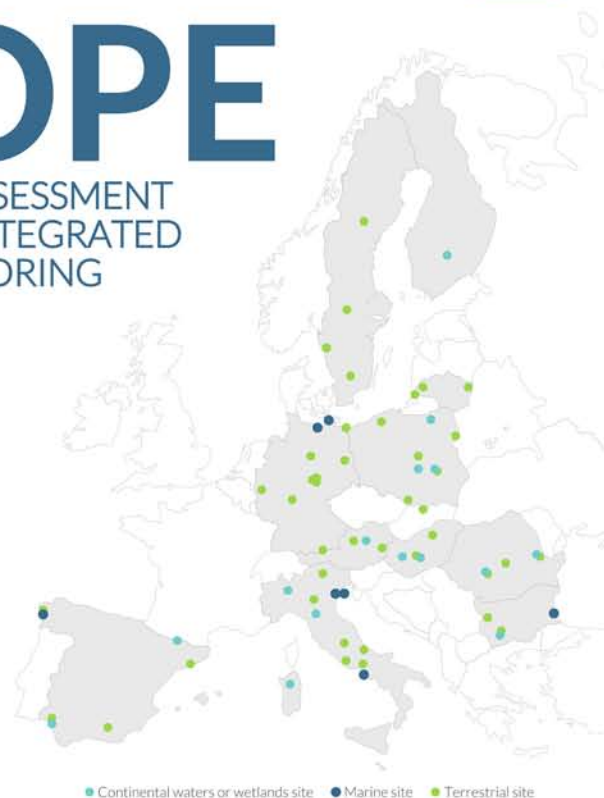 OPE
SESSMENT
TEGRATED
ORING
Continental waters or wetlands site Marine site Terrestrial site